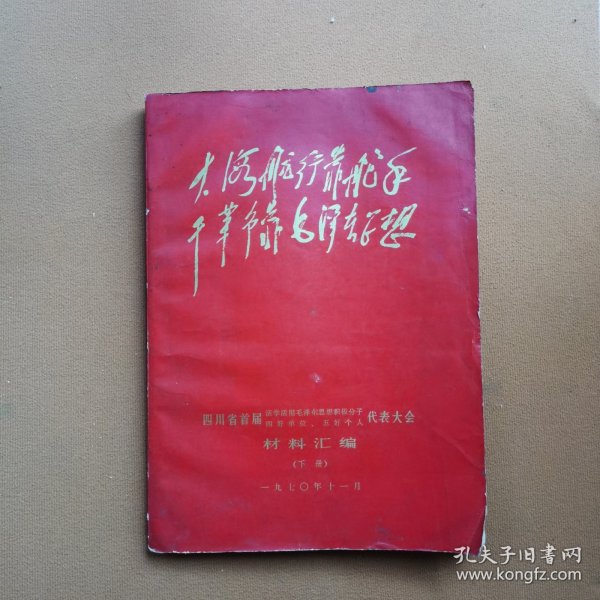 大海航行靠舵手
干革命靠毛泽东思想
四川省首届活学活用毛泽东思想积极分子
四好单位、五好个人代表大会
材料汇编
(下册)
一九七〇年十一月
孔夫子旧书网
www.kongfz.com